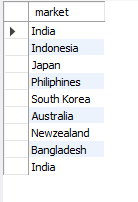 market
India
Indonesia
Japan
Philiphines
South Korea
Australia
Newzealand
Bangladesh
India